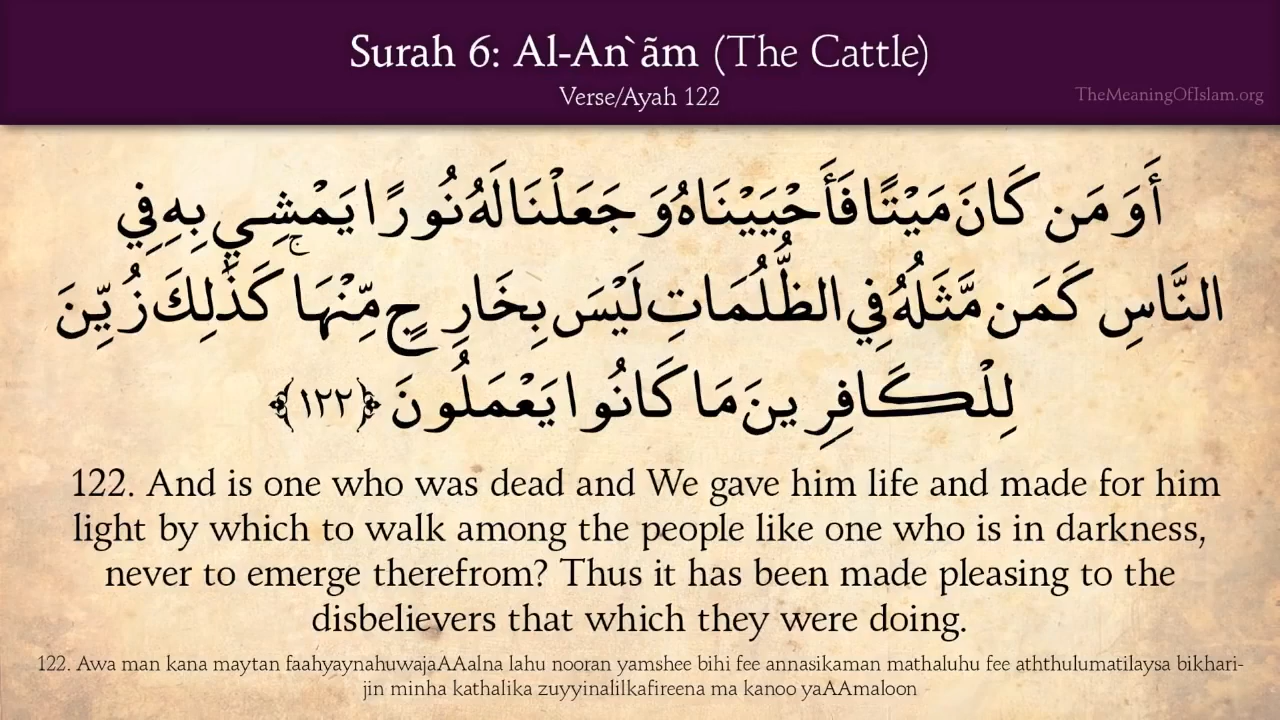 Surah 6: Al-An`ãm (The Cattle)
Verse/Ayah 122
TheMeaningOfIslam.org
أَوَمَن كَانَ مَيْتًا فَأَحْيَيْنَاهُ وَجَعَلْنَا لَهُ نُورًا يَمْشِي بِهِ فِي
النَّاسِ كَمَن مَّثَلُهُ فِي الظُّلُمَاتِ لَيْسَ بِخَارِجٍ مِّنْهَا ۚ كَذَٰلِكَ زُيِّنَ
لِلْكَافِرِينَ مَا كَانُوا يَعْمَلُونَ ﴿١٢٢﴾
122. And is one who was dead and We gave him life and made for him
light by which to walk among the people like one who is in darkness,
never to emerge therefrom? Thus it has been made pleasing to the
disbelievers that which they were doing.
122. Awa man kana maytan faahyaynahuwajaAAalna lahu nooran yamshee bihi fee annasikaman mathaluhu fee aththulumatilaysa bikhari-
jin minha kathalika zuyyinalilkafireena ma kanoo yaAAmaloon